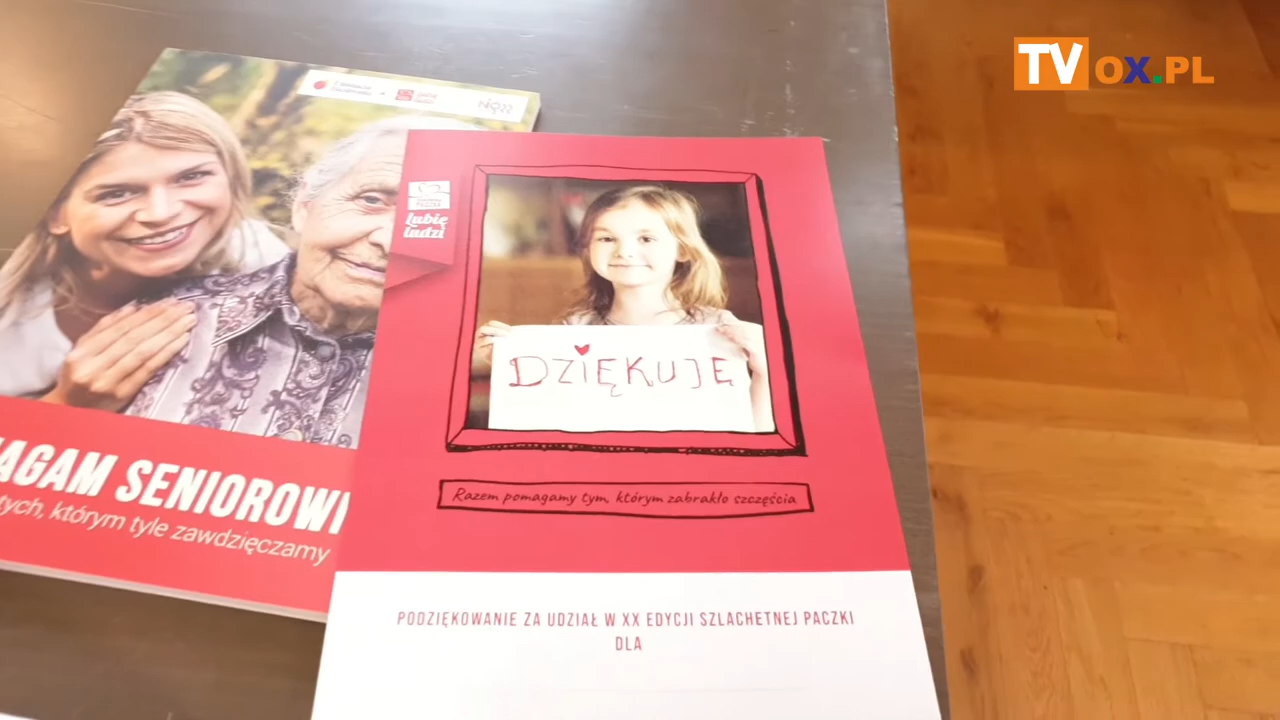 TVOX.PL
PACZKA
Lubię
ludzi
DZIĘKUJĘ
Razem pomagamy tym, którym zabrakło szczęścia
AGAM SENIOROWI
tych, którym tyle zawdzięczamy
PODZIĘKOWANIE ZA UDZIAŁ W XX EDYCJI SZLACHETNEJ PACZKI
DLA